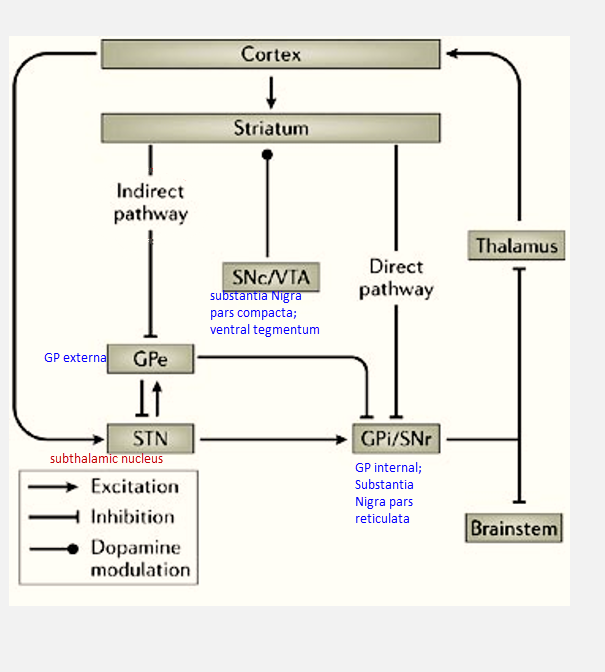 Cortex
Striatum
Indirect
pathway
Thalamus
SNc/VTA
Direct
pathway
substantia Nigra
pars compacta;
ventral tegmentum
GP externa
GPe
STN
GPi/SNr
subthalamic nucleus
GP internal;
Substantia
Nigra pars
reticulata
Excitation
Inhibition
Dopamine
modulation
Brainstem